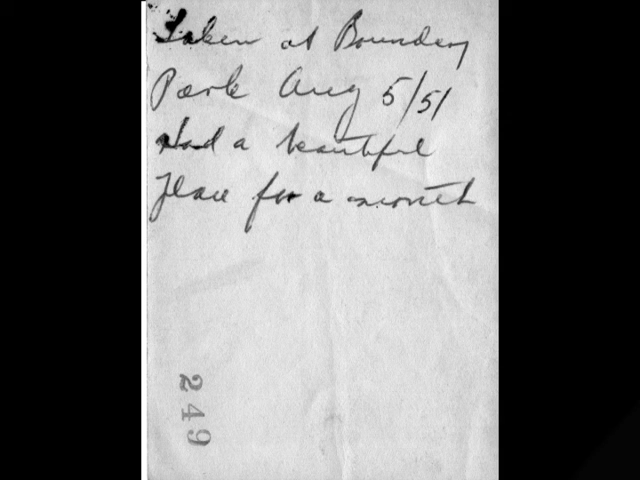 Taken at Boundary
Park Aug 5/51
Had a beautiful
place for a month
249